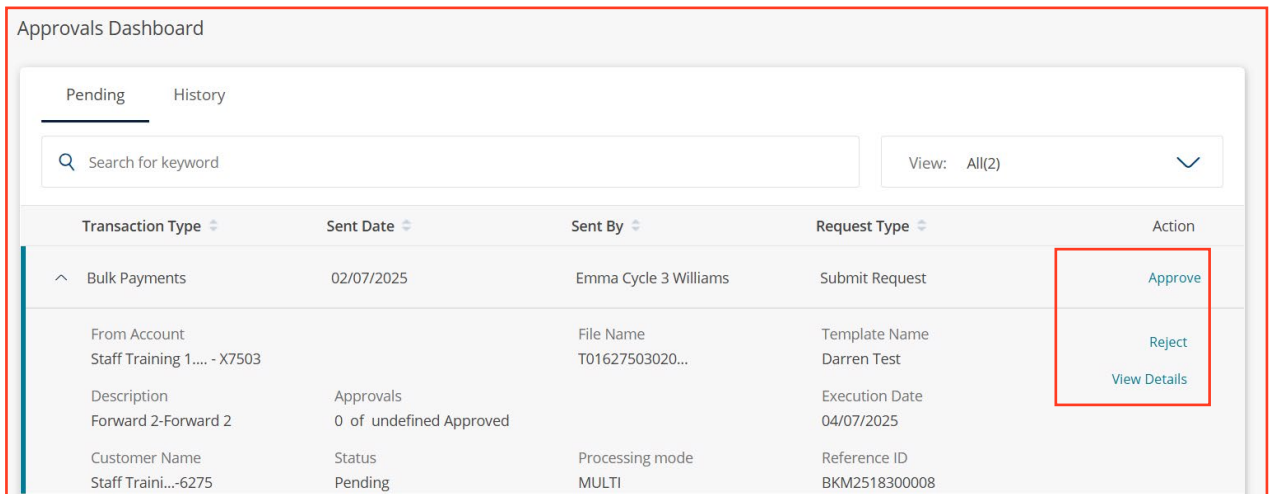 Approvals Dashboard
Pending History
Search for keyword View: All(2)
Transaction Type Sent Date Sent By Request Type Action
Bulk Payments 02/07/2025 Emma Cycle 3 Williams Submit Request Approve
From Account File Name Template Name
Reject
Staff Training 1.... - X7503 T01627503020... Darren Test
View Details
Description Approvals Execution Date
Forward 2-Forward 2 0 of undefined Approved 04/07/2025
Customer Name Status Processing mode Reference ID
Staff Traini...-6275 Pending MULTI BKM2518300008